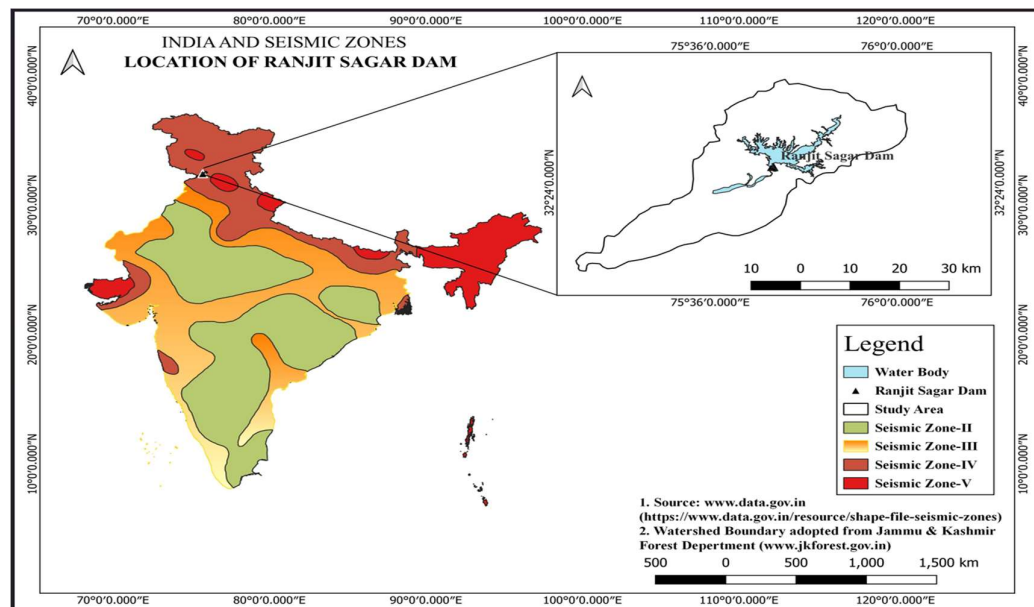 70°0'0.000"E 80°0'0.000"E 90°0'0.000"E 100°0'0.000"E 110°0'0.000"E 120°0'0.000"E
INDIA AND SEISMIC ZONES
LOCATION OF RANJIT SAGAR DAM
40°0'0.000"N
30°0'0.000"N
20°0'0.000"N
10°0'0.000"N
75°36'0.000"E 76°0'0.000"E
32°24'0.000"N
Ranjit Sagar Dam
32°24'0.000"N
10 0 10 20 30 km
75°36'0.000"E 76°0'0.000"E
40°0'0.000"N
30°0'0.000"N
20°0'0.000"N
10°0'0.000"N
Legend
Water Body
Ranjit Sagar Dam
Study Area
Seismic Zone-II
Seismic Zone-III
Seismic Zone-IV
Seismic Zone-V
1. Source: www.data.gov.in
(https://www.data.gov.in/resource/shape-file-seismic-zones)
2. Watershed Boundary adopted from Jammu & Kashmir
Forest Depertment (www.jkforest.gov.in)
500 0 500 1,000 1,500 km
70°0'0.000"E 80°0'0.000"E 90°0'0.000"E 100°0'0.000"E 110°0'0.000"E 120°0'0.000"E